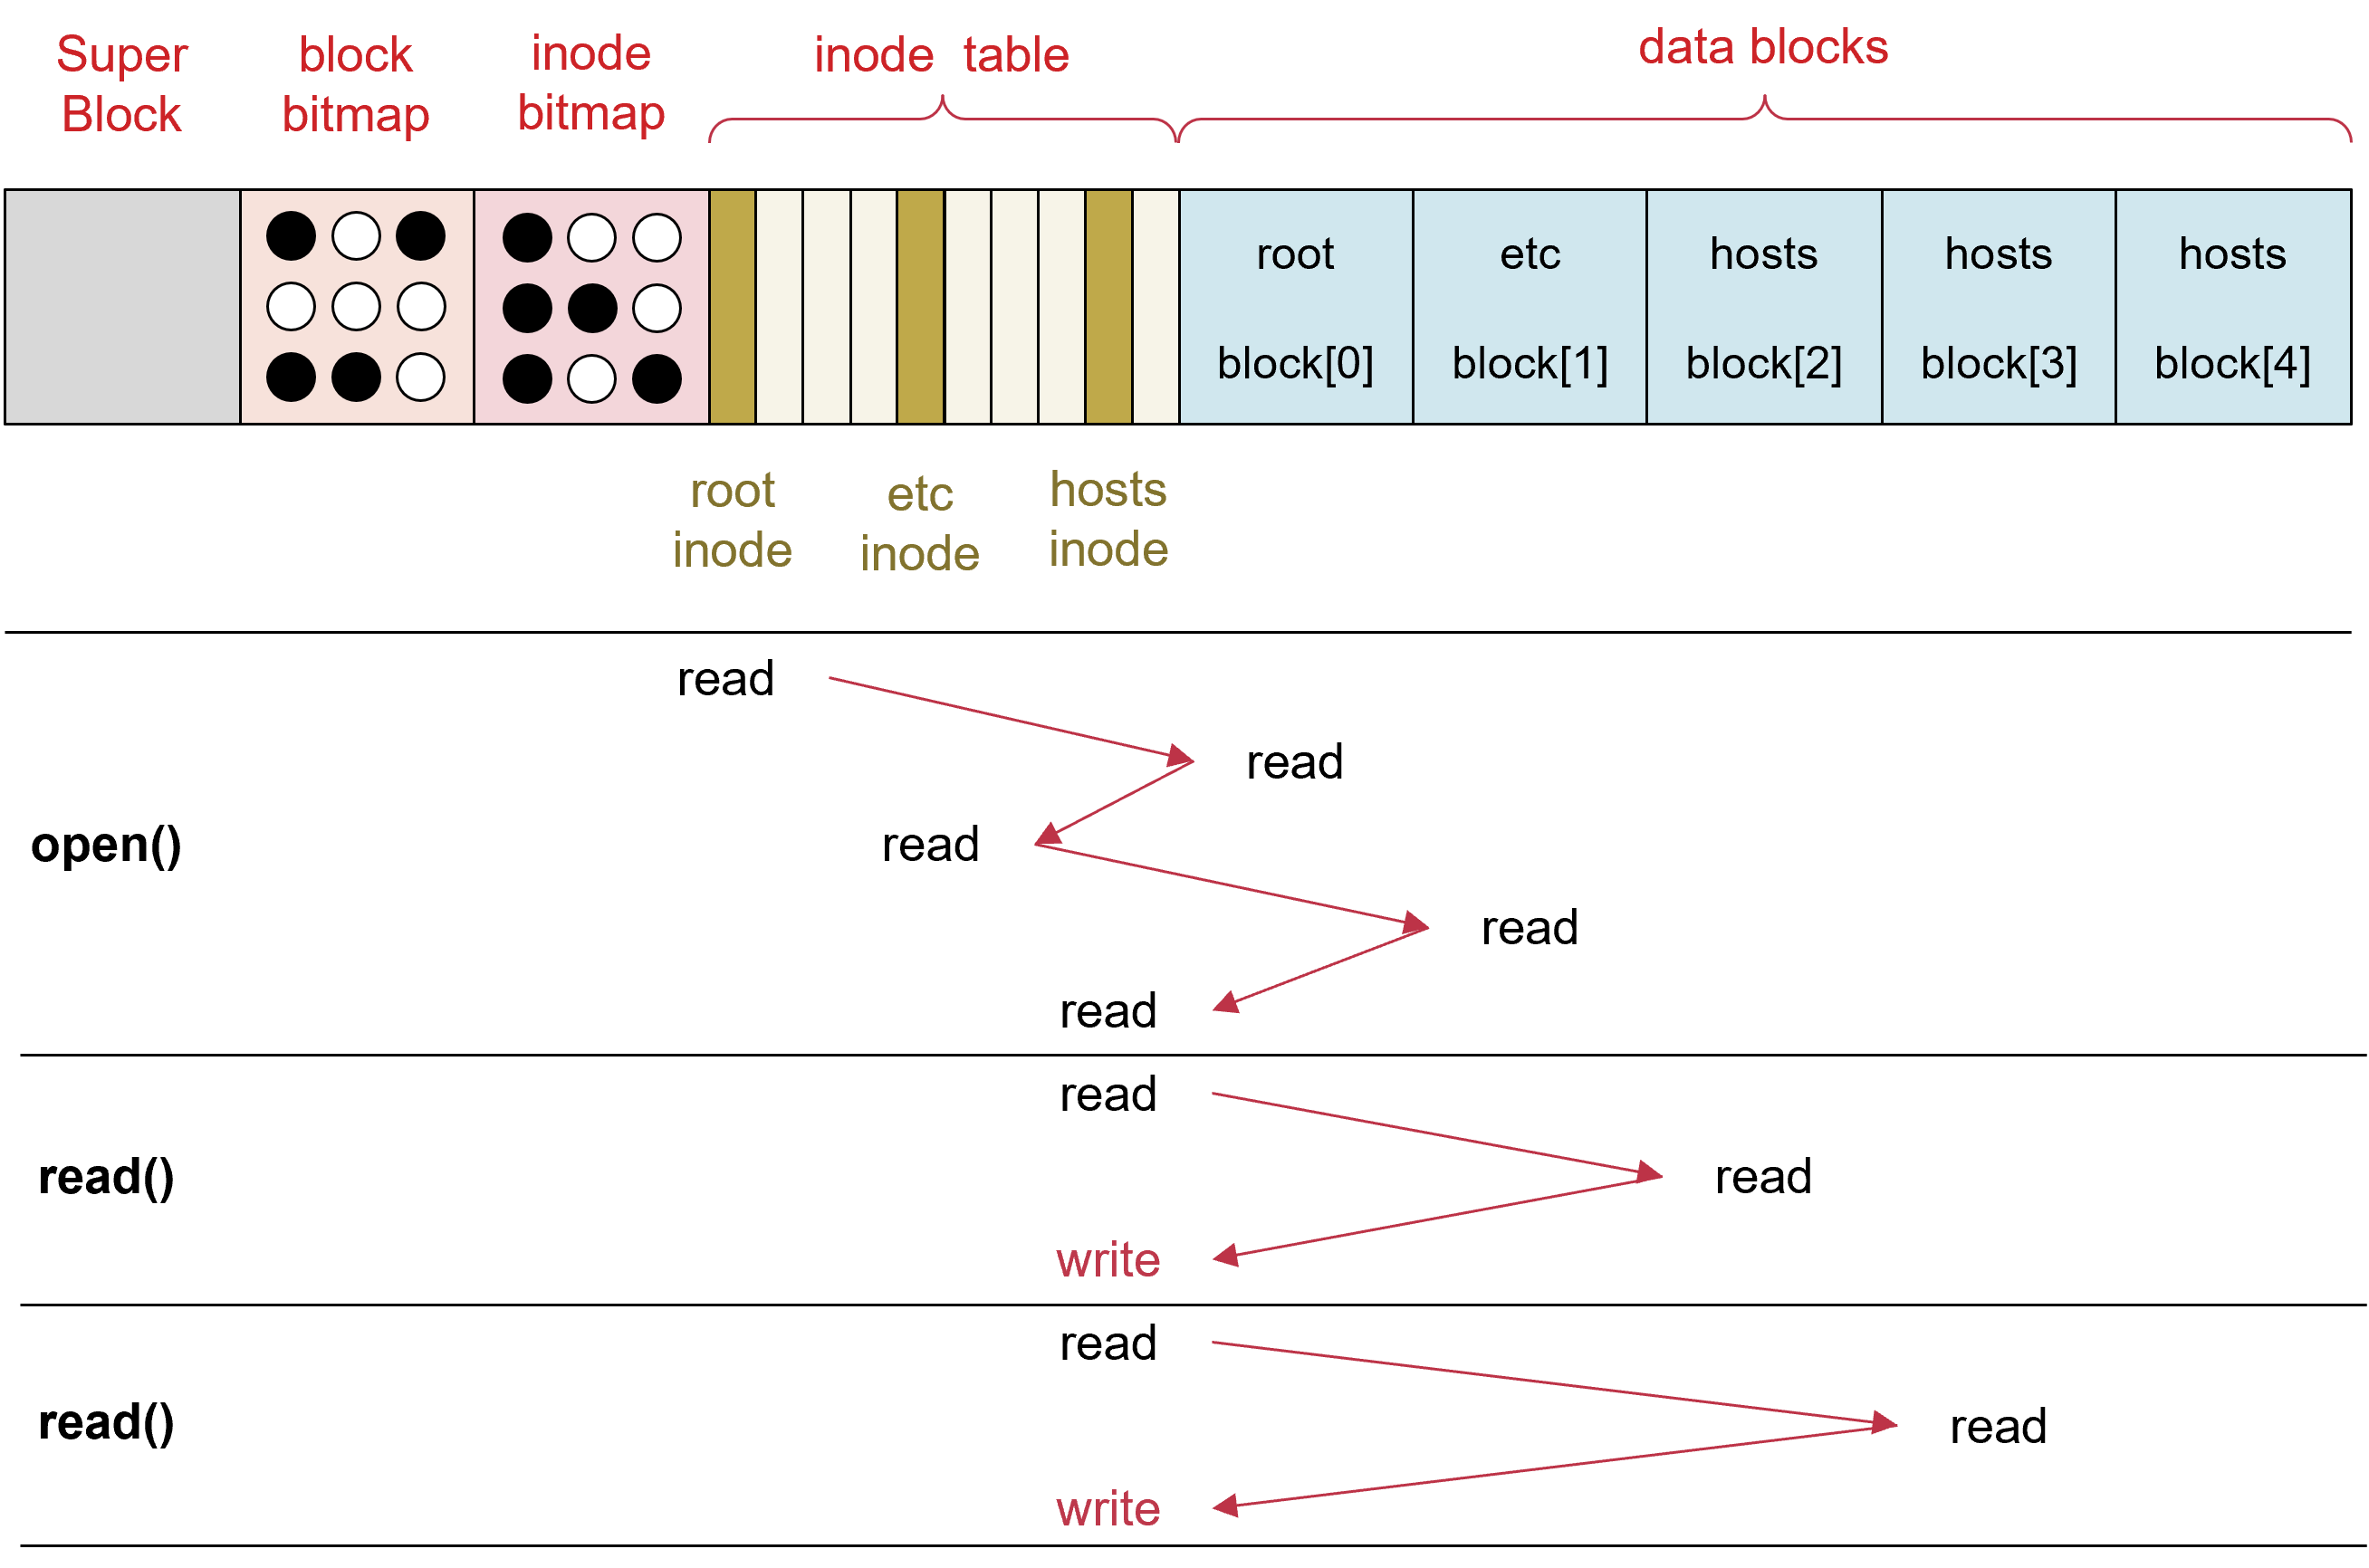 Super
Block
block
bitmap
inode
bitmap
inode table
data blocks
root
block[0]
etc
block[1]
hosts
block[2]
hosts
block[3]
hosts
block[4]
root
inode
etc
inode
hosts
inode
open()
read
read
read
read
read
read()
read
read
write
read()
read
read
write